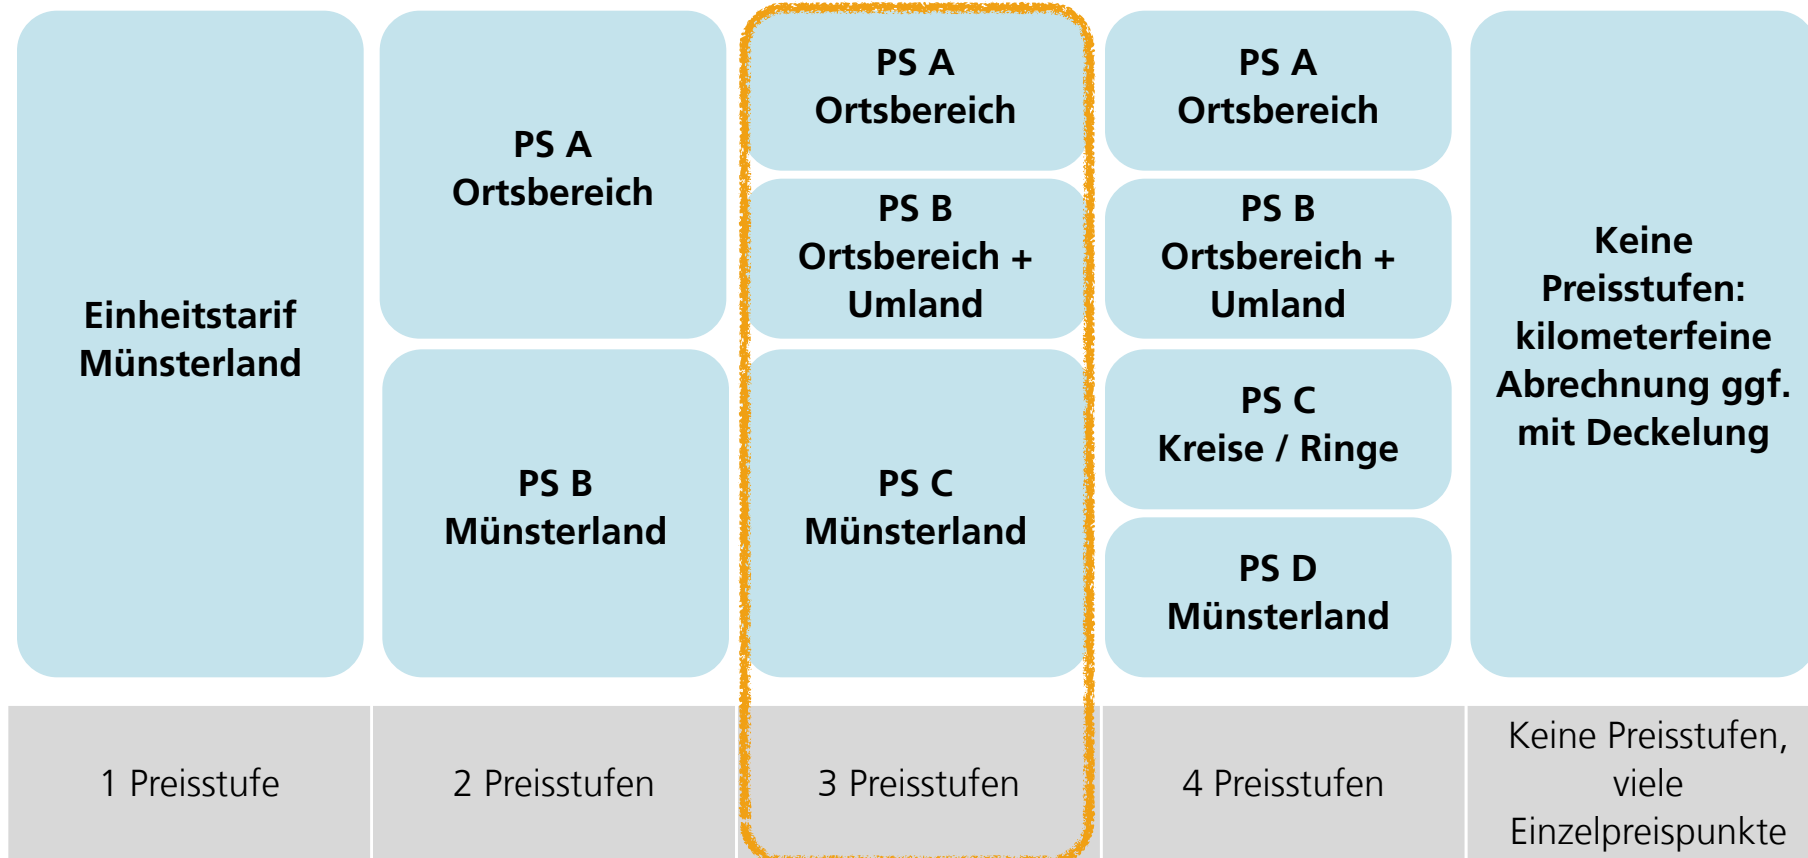 Einheitstarif
Münsterland
PS A
Ortsbereich
PS B
Münsterland
PS A
Ortsbereich
PS B
Ortsbereich +
Umland
PS C
Münsterland
PS A
Ortsbereich
PS B
Ortsbereich +
Umland
PS C
Kreise / Ringe
PS D
Münsterland
Keine
Preisstufen:
kilometerfeine
Abrechnung ggf.
mit Deckelung
1 Preisstufe
2 Preisstufen
3 Preisstufen
4 Preisstufen
Keine Preisstufen,
viele
Einzelpreispunkte